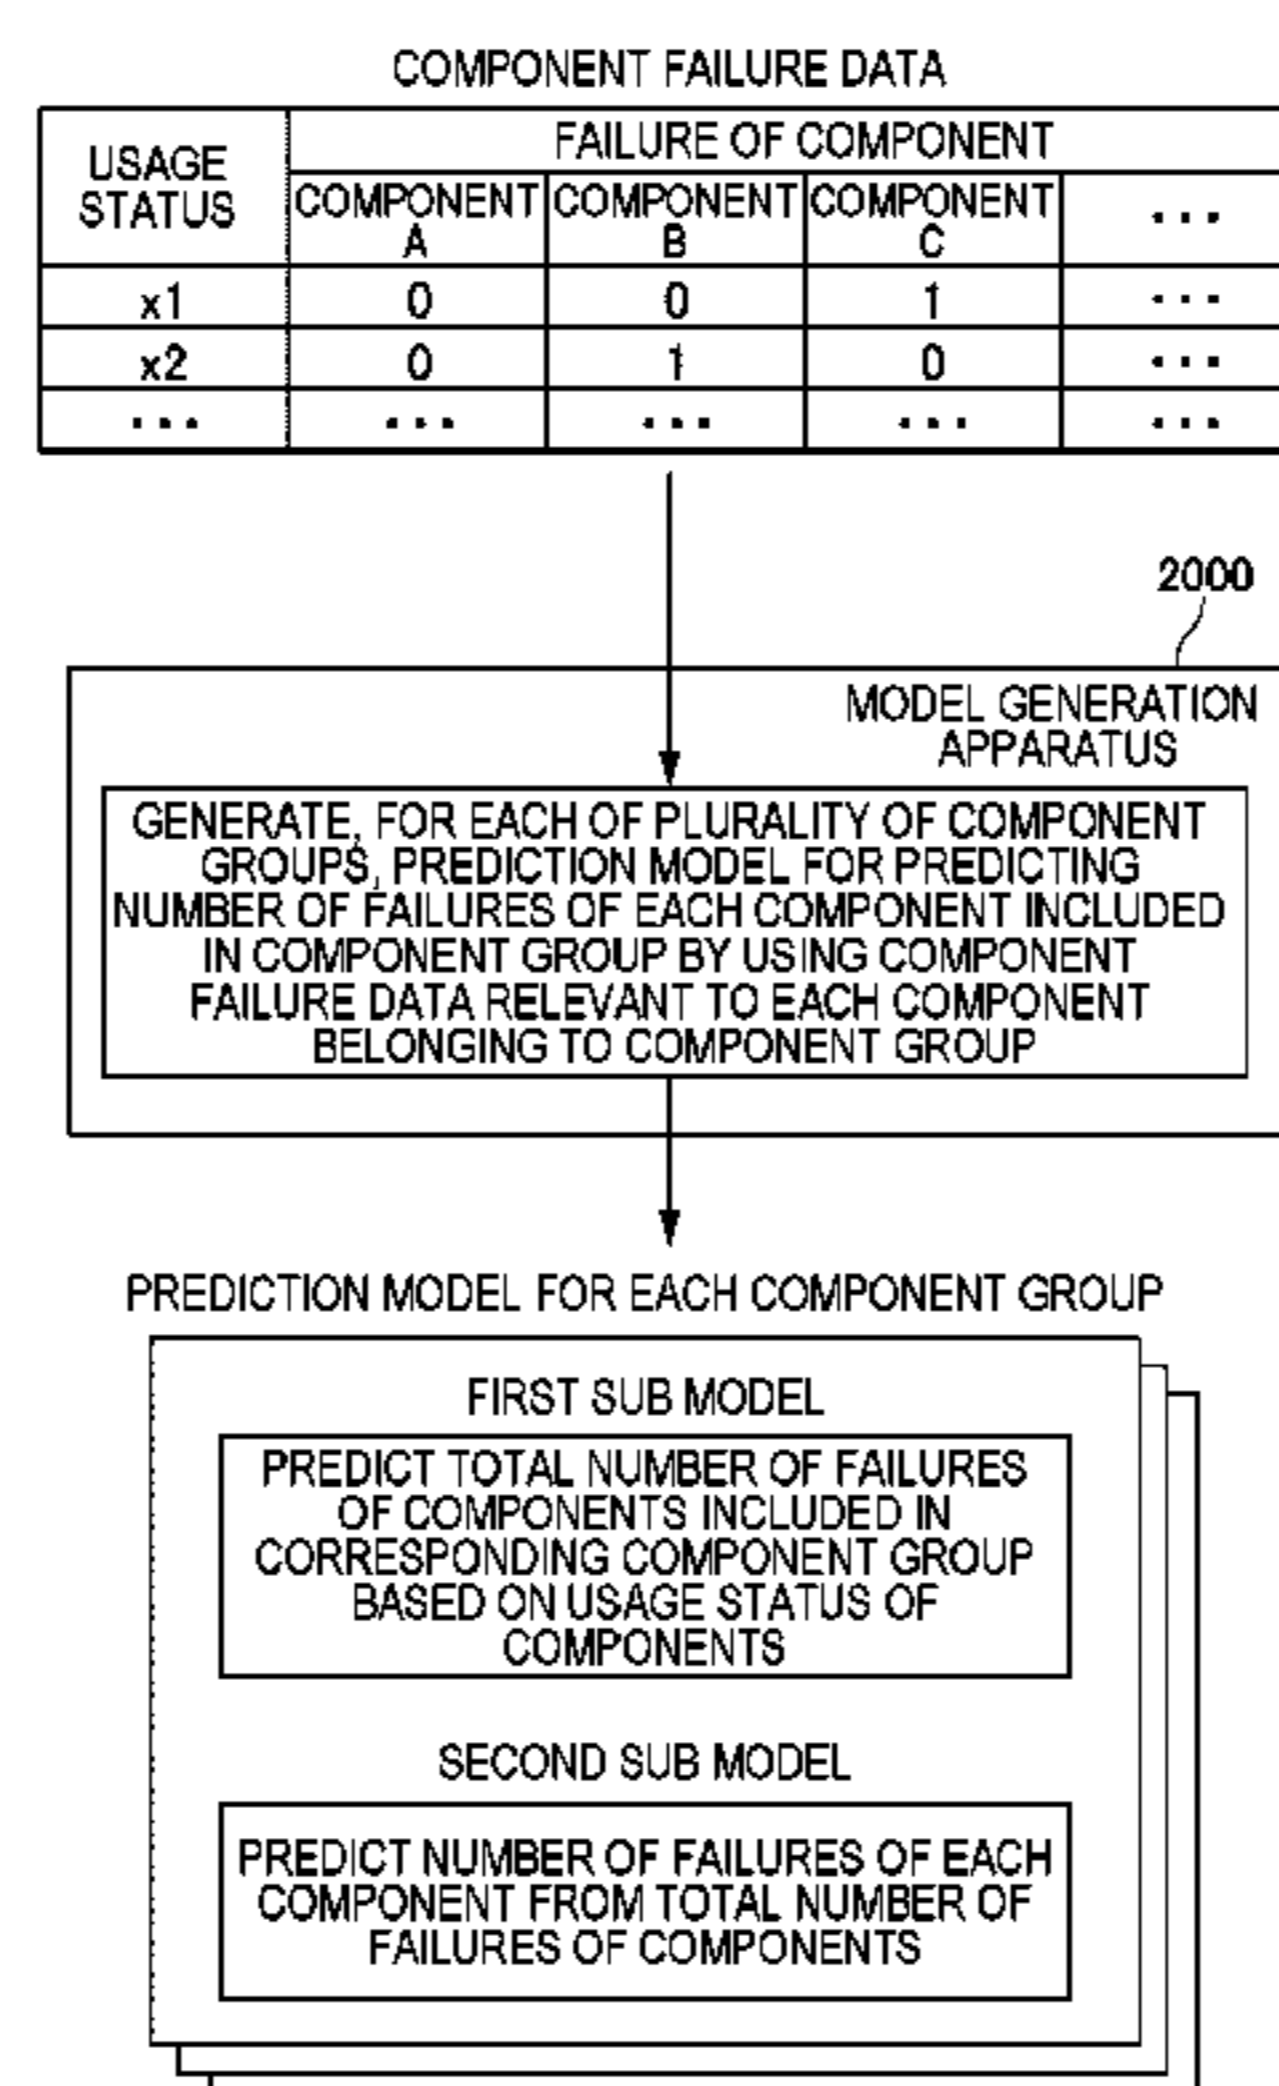 COMPONENT FAILURE DATA
USAGE
STATUS
FAILURE OF COMPONENT
COMPONENT
A
COMPONENT
B
COMPONENT
C
...
x1 0 0 1 ...
x2 0 1 0 ...
... ... ... ... ...
2000
MODEL GENERATION
APPARATUS
GENERATE, FOR EACH OF PLURALITY OF COMPONENT
GROUPS, PREDICTION MODEL FOR PREDICTING
NUMBER OF FAILURES OF EACH COMPONENT INCLUDED
IN COMPONENT GROUP BY USING COMPONENT
FAILURE DATA RELEVANT TO EACH COMPONENT
BELONGING TO COMPONENT GROUP
PREDICTION MODEL FOR EACH COMPONENT GROUP
FIRST SUB MODEL
PREDICT TOTAL NUMBER OF FAILURES
OF COMPONENTS INCLUDED IN
CORRESPONDING COMPONENT GROUP
BASED ON USAGE STATUS OF
COMPONENTS
SECOND SUB MODEL
PREDICT NUMBER OF FAILURES OF EACH
COMPONENT FROM TOTAL NUMBER OF
FAILURES OF COMPONENTS